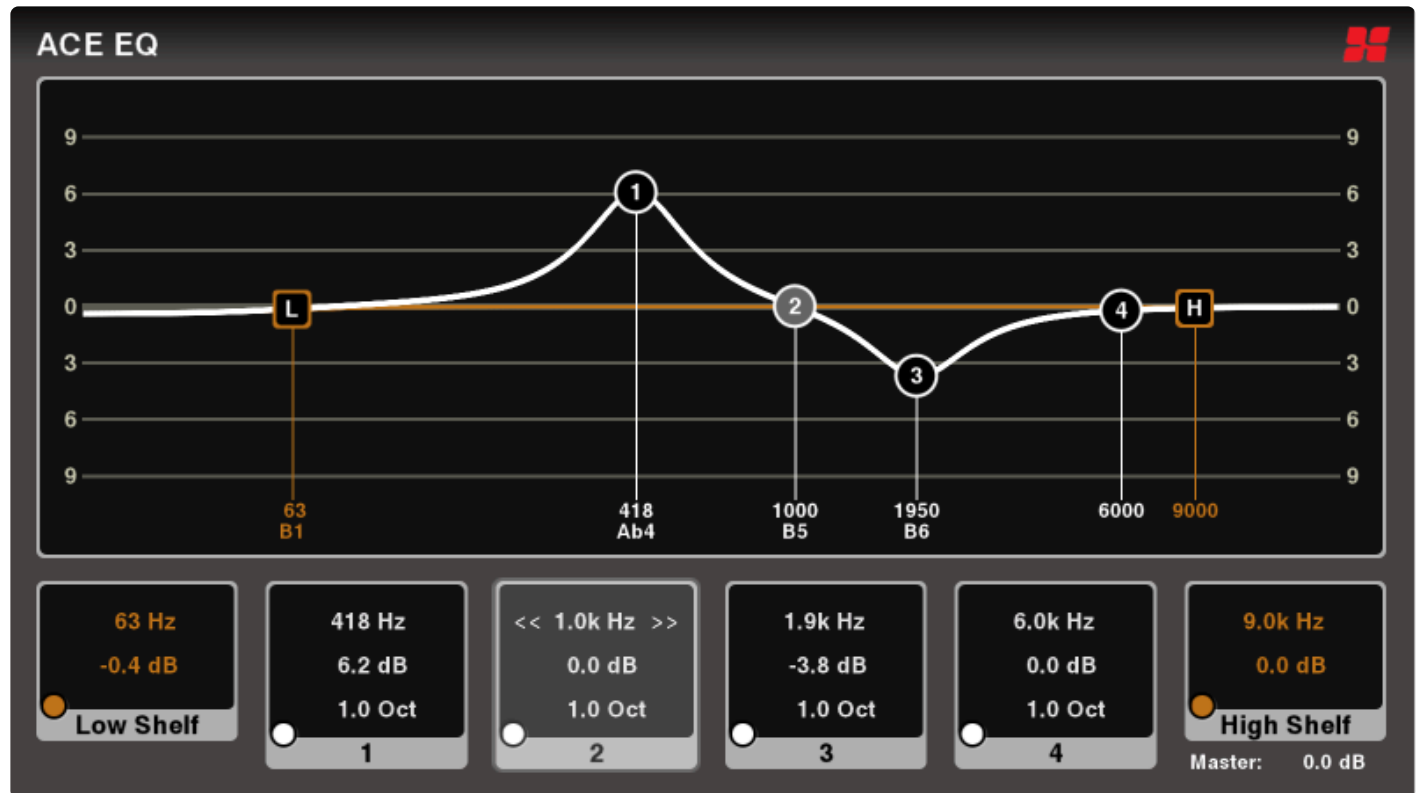 ACE EQ
9 9
6 6
3 3
0 0
3 3
6 6
9 9
L 1 2 3 4 H
63 418 1000 1950 6000 9000
B1 Ab4 B5 B6
63 Hz
-0.4 dB
Low Shelf
418 Hz
6.2 dB
1.0 Oct
1
<< 1.0k Hz >>
0.0 dB
1.0 Oct
2
1.9k Hz
-3.8 dB
1.0 Oct
3
6.0k Hz
0.0 dB
1.0 Oct
4
9.0k Hz
0.0 dB
High Shelf
Master: 0.0 dB